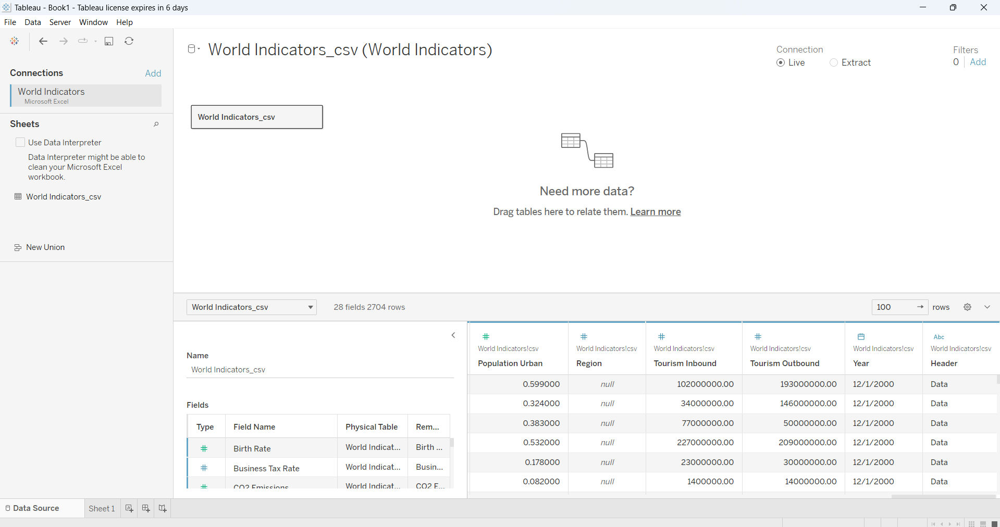 Tableau - Book1 - Tableau license expires in 6 days
File Data Server Window Help
Connections Add
World Indicators
Microsoft Excel
Sheets
Use Data Interpreter
Data Interpreter might be able to
clean your Microsoft Excel
workbook.
World Indicators_csv
New Union
World Indicators_csv (World Indicators)
Connection
Live Extract
Filters
0 Add
World Indicators_csv
Need more data?
Drag tables here to relate them. Learn more
World Indicators_csv 28 fields 2704 rows 100 rows
Name
World Indicators_csv
Fields
Type Field Name Physical Table Rem...
# Birth Rate World Indicat... Birth ...
# Business Tax Rate World Indicat... Busin...
# CO2 Emissions World Indicat... CO2 E...
# # # # Abc
World Indicators!csv World Indicators!csv World Indicators!csv World Indicators!csv World Indicators!csv World Indicators!csv
Population Urban Region Tourism Inbound Tourism Outbound Year Header
0.599000 null 102000000.00 193000000.00 12/1/2000 Data
0.324000 null 34000000.00 146000000.00 12/1/2000 Data
0.383000 null 77000000.00 50000000.00 12/1/2000 Data
0.532000 null 227000000.00 209000000.00 12/1/2000 Data
0.178000 null 23000000.00 30000000.00 12/1/2000 Data
0.082000 null 1400000.00 14000000.00 12/1/2000 Data
Data Source Sheet 1